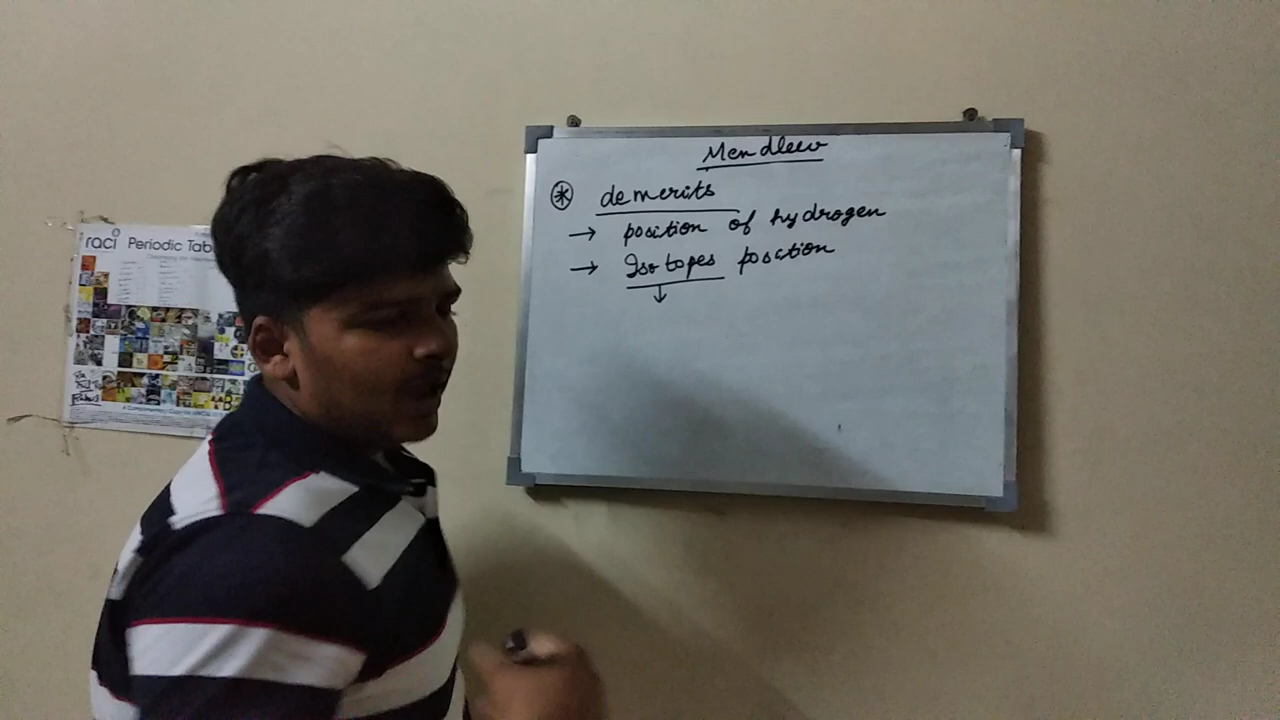 raci Periodic Tab
Mendleev
* demerits
→ position of hydrogen
→ Isotopes position
↓